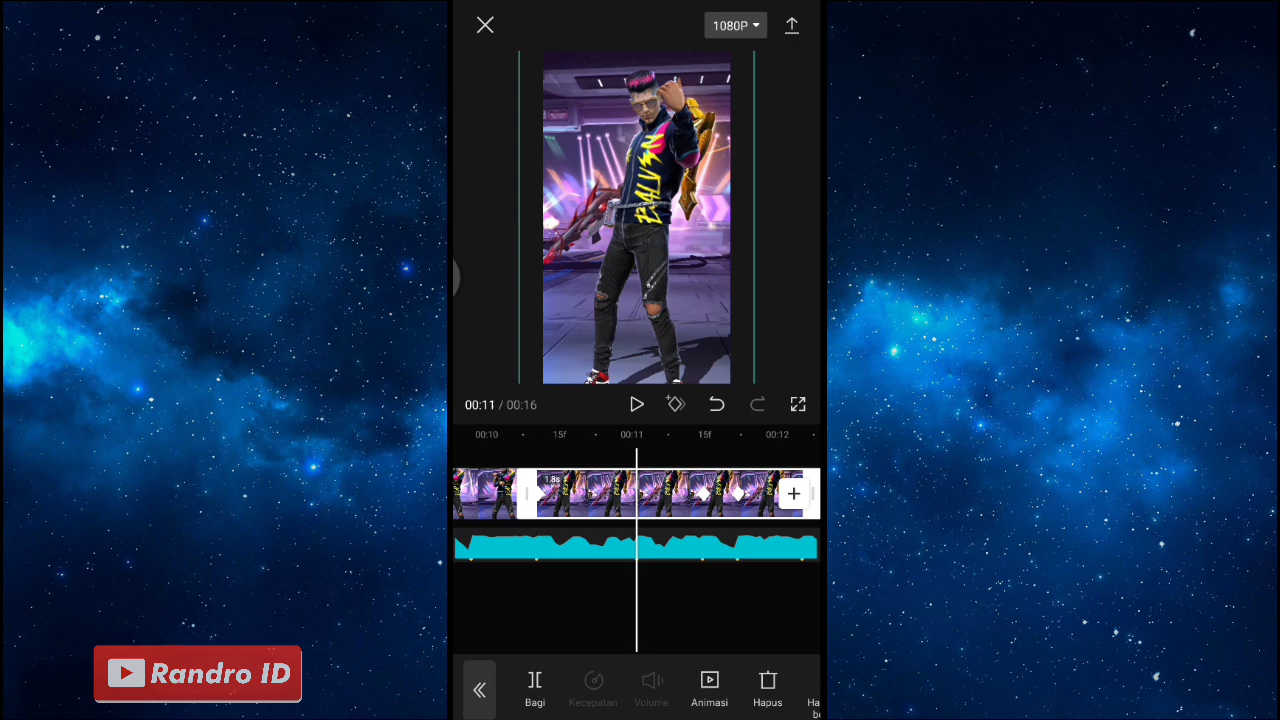 1080P
00:11 / 00:16
00:10
15f
00:11
15f
00:12
1.8s
Bagi
Kecepatan
Volume
Animasi
Hapus
Randro ID